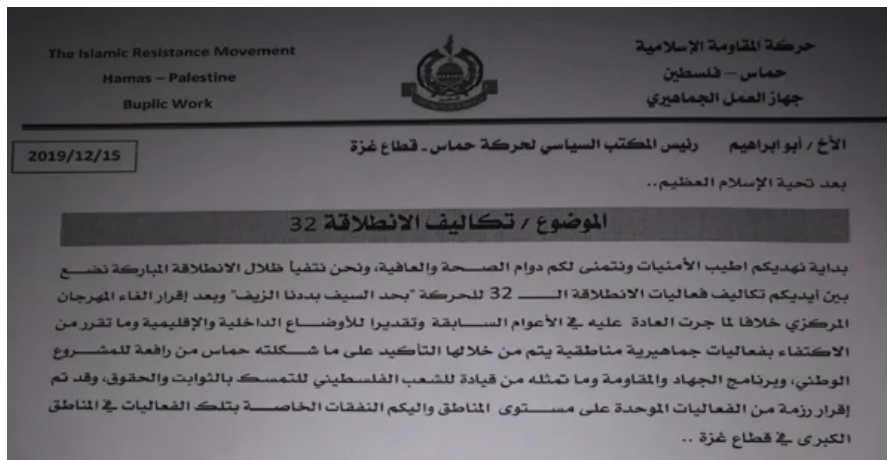 The Islamic Resistance Movement
حركة المقاومة الإسلامية
Hamas – Palestine
حماس – فلسطين
Buplic Work
جهاز العمل الجماهيري
2019/12/15
الأخ / أبو ابراهيم رئيس المكتب السياسي لحركة حماس - قطاع غزة
بعد تحية الإسلام العظيم..
الموضوع / تكاليف الانطلاقة 32
بداية نهديكم اطيب الأمنيات ونتمنى لكم دوام الصحة والعافية، ونحن نتفيأ ظلال الانطلاقة المباركة نضع
بين أيديكم تكاليف فعاليات الانطلاقة الـ 32 للحركة "بحد السيف بددنا الزيف" وبعد إقرار الغاء المهرجان
المركزي خلافا لما جرت العادة عليه في الأعوام السابقة وتقديرا للأوضاع الداخلية والإقليمية وما تقرر من
الاكتفاء بفعاليات جماهيرية مناطقية يتم من خلالها التأكيد على ما شكلته حماس من رافعة للمشروع
الوطني، وبرنامج الجهاد والمقاومة وما تمثله من قيادة للشعب الفلسطيني للتمسك بالثوابت والحقوق، وقد تم
إقرار رزمة من الفعاليات الموحدة على مستوى المناطق واليكم النفقات الخاصة بتلك الفعاليات في المناطق
الكبرى في قطاع غزة ..